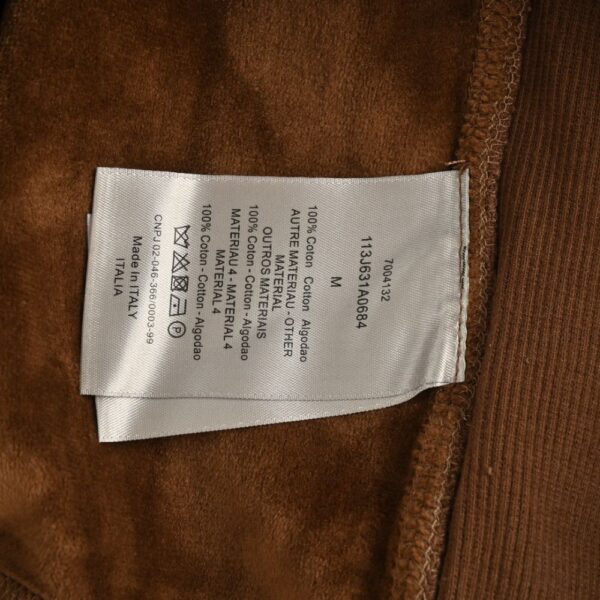 7004132
113J631A0684
M
100% Coton - Cotton Algodao
AUTRE MATERIAU - OTHER
MATERIAL
OUTROS MATERIAIS
100% Coton - Cotton - Algodao
MATERIAU 4 - MATERIAL 4
MATERIAL 4
100% Coton - Cotton - Algodao
P
CNPJ 02-046-366/0003-99
Made In ITALY
ITALIA